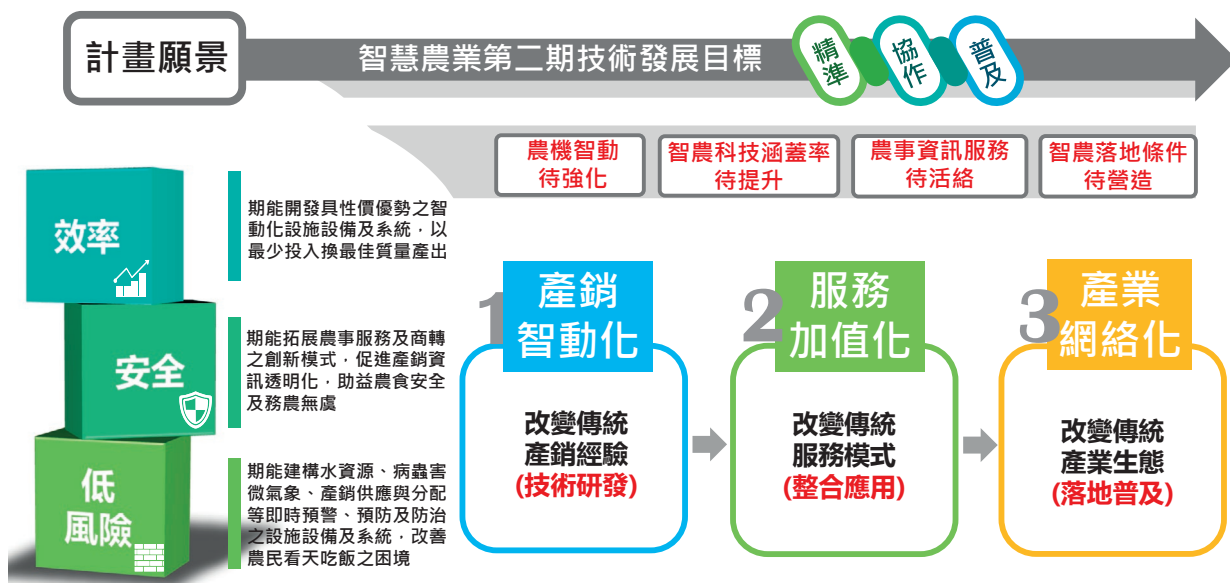 計畫願景
智慧農業第二期技術發展目標
精準
協作
普及
農機智動
待強化
智農科技涵蓋率
待提升
農事資訊服務
待活絡
智農落地條件
待營造
效率
期能開發具性價優勢之智
動化設施設備及系統，以
最少投入換最佳質量產出
安全
期能拓展農事服務及商轉
之創新模式，促進產銷資
訊透明化，助益農食安全
及務農無虞
低
風險
期能建構水資源、病蟲害
微氣象、產銷供應與分配
等即時預警、預防及防治
之設施設備及系統，改善
農民看天吃飯之困境
1
產銷
智動化
改變傳統
產銷經驗
(技術研發)
2
服務
加值化
改變傳統
服務模式
(整合應用)
3
產業
網絡化
改變傳統
產業生態
(落地普及)